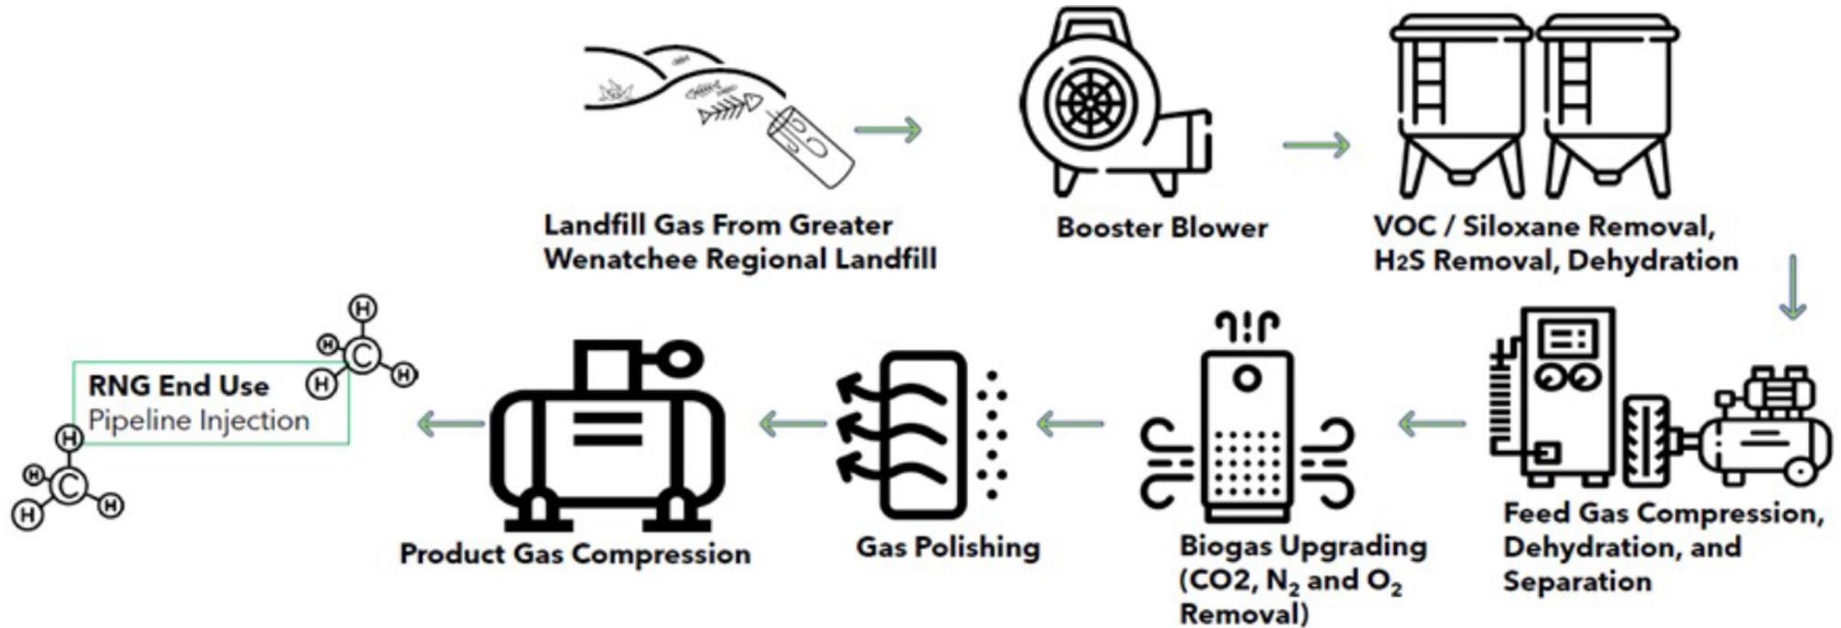 Landfill Gas From Greater
Wenatchee Regional Landfill
Booster Blower
VOC / Siloxane Removal,
H2S Removal, Dehydration
Feed Gas Compression,
Dehydration, and
Separation
Biogas Upgrading
(CO2, N₂ and O₂
Removal)
Gas Polishing
Product Gas Compression
RNG End Use
Pipeline Injection
H
H
C
H
H
H
H
C
H
H